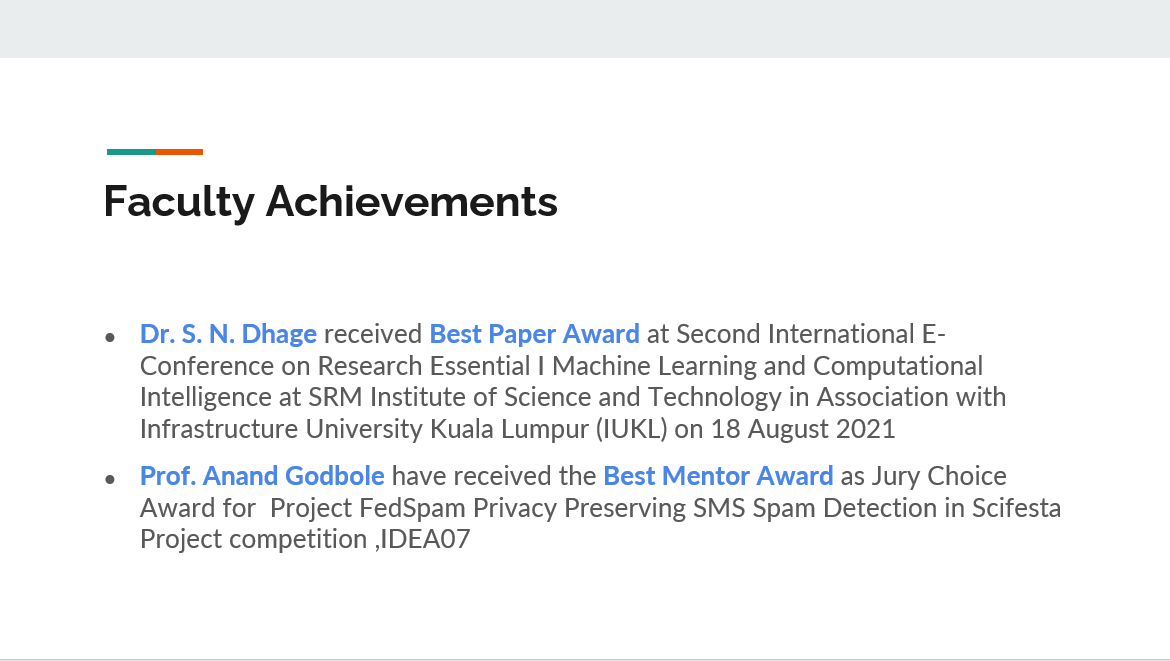 Faculty Achievements
● Dr. S. N. Dhage received Best Paper Award at Second International E-
Conference on Research Essential I Machine Learning and Computational
Intelligence at SRM Institute of Science and Technology in Association with
Infrastructure University Kuala Lumpur (IUKL) on 18 August 2021
● Prof. Anand Godbole have received the Best Mentor Award as Jury Choice
Award for  Project FedSpam Privacy Preserving SMS Spam Detection in Scifesta
Project competition ,IDEA07